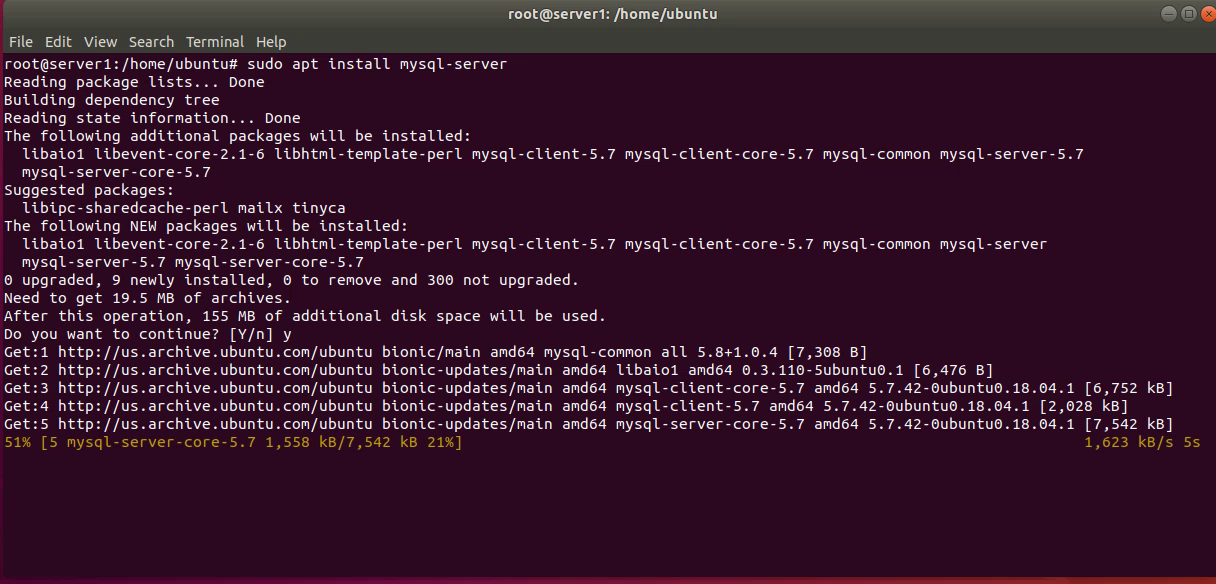 root@server1: /home/ubuntu
File Edit View Search Terminal Help
root@server1:/home/ubuntu# sudo apt install mysql-server
Reading package lists... Done
Building dependency tree
Reading state information... Done
The following additional packages will be installed:
  libaio1 libevent-core-2.1-6 libhtml-template-perl mysql-client-5.7 mysql-client-core-5.7 mysql-common mysql-server-5.7
  mysql-server-core-5.7
Suggested packages:
  libipc-sharedcache-perl mailx tinyca
The following NEW packages will be installed:
  libaio1 libevent-core-2.1-6 libhtml-template-perl mysql-client-5.7 mysql-client-core-5.7 mysql-common mysql-server
  mysql-server-5.7 mysql-server-core-5.7
0 upgraded, 9 newly installed, 0 to remove and 300 not upgraded.
Need to get 19.5 MB of archives.
After this operation, 155 MB of additional disk space will be used.
Do you want to continue? [Y/n] y
Get:1 http://us.archive.ubuntu.com/ubuntu bionic/main amd64 mysql-common all 5.8+1.0.4 [7,308 B]
Get:2 http://us.archive.ubuntu.com/ubuntu bionic-updates/main amd64 libaio1 amd64 0.3.110-5ubuntu0.1 [6,476 B]
Get:3 http://us.archive.ubuntu.com/ubuntu bionic-updates/main amd64 mysql-client-core-5.7 amd64 5.7.42-0ubuntu0.18.04.1 [6,752 kB]
Get:4 http://us.archive.ubuntu.com/ubuntu bionic-updates/main amd64 mysql-client-5.7 amd64 5.7.42-0ubuntu0.18.04.1 [2,028 kB]
Get:5 http://us.archive.ubuntu.com/ubuntu bionic-updates/main amd64 mysql-server-core-5.7 amd64 5.7.42-0ubuntu0.18.04.1 [7,542 kB]
51% [5 mysql-server-core-5.7 1,558 kB/7,542 kB 21%] 1,623 kB/s 5s